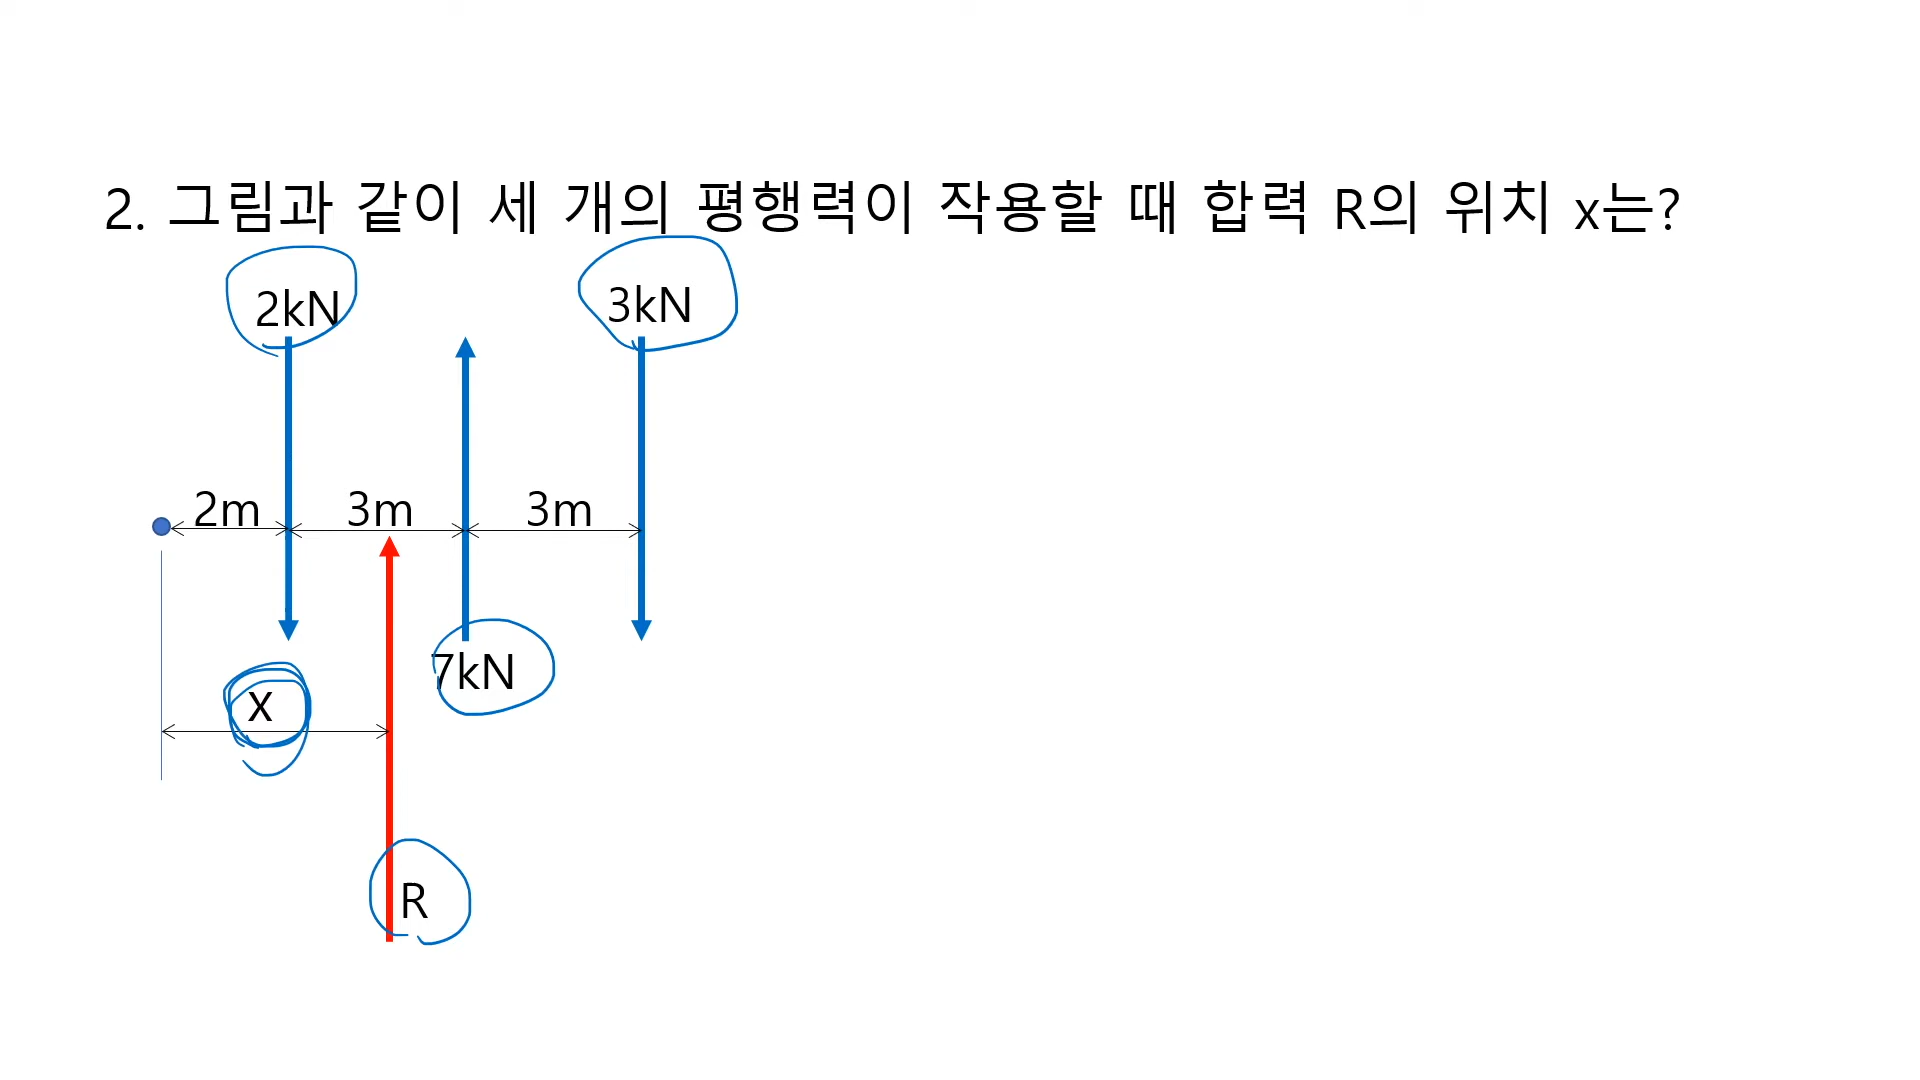 2. 그림과 같이 세 개의 평행력이 작용할 때 합력 R의 위치 x는?
2kN
3kN
2m
3m
3m
7kN
x
R